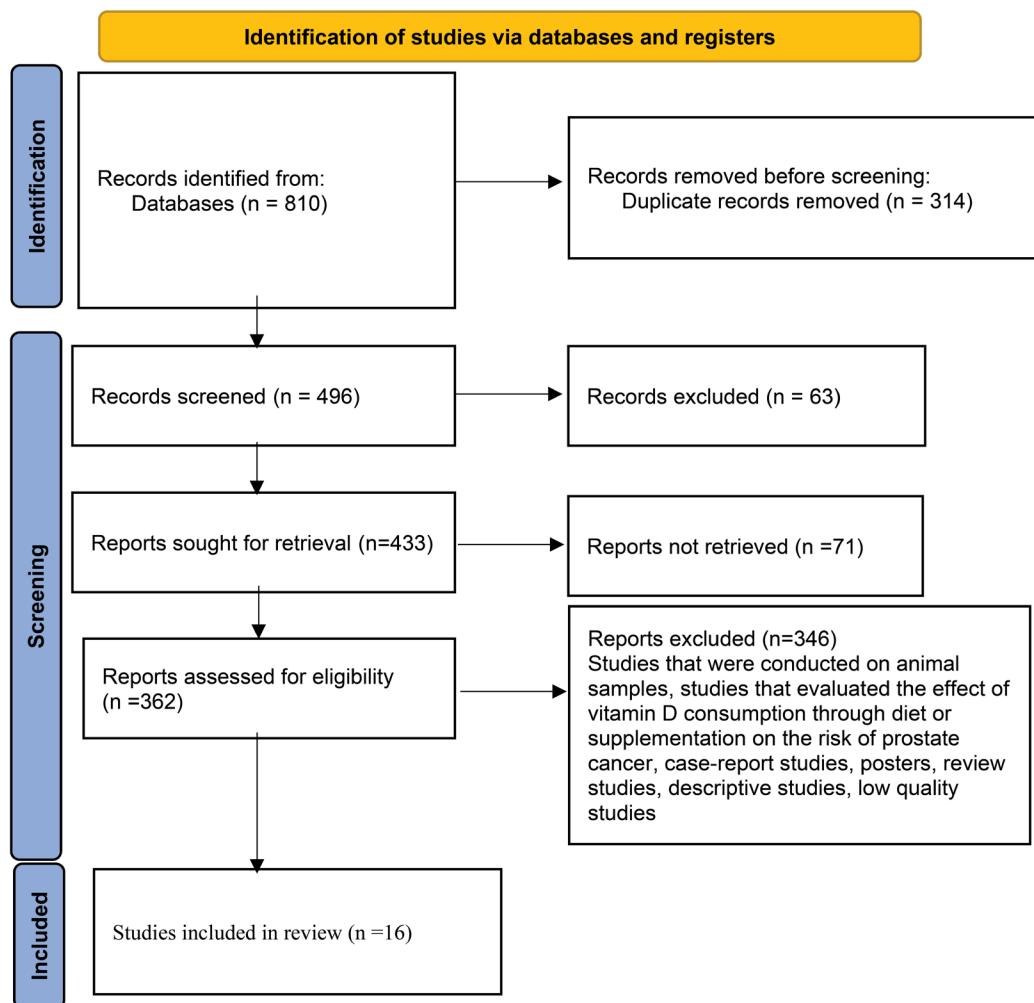 Identification of studies via databases and registers
Identification
Records identified from:
Databases (n = 810)
Records removed before screening:
Duplicate records removed (n = 314)
Screening
Records screened (n = 496)
Records excluded (n = 63)
Reports sought for retrieval (n=433)
Reports not retrieved (n =71)
Reports assessed for eligibility
(n =362)
Reports excluded (n=346)
Studies that were conducted on animal
samples, studies that evaluated the effect of
vitamin D consumption through diet or
supplementation on the risk of prostate
cancer, case-report studies, posters, review
studies, descriptive studies, low quality
studies
Included
Studies included in review (n =16)